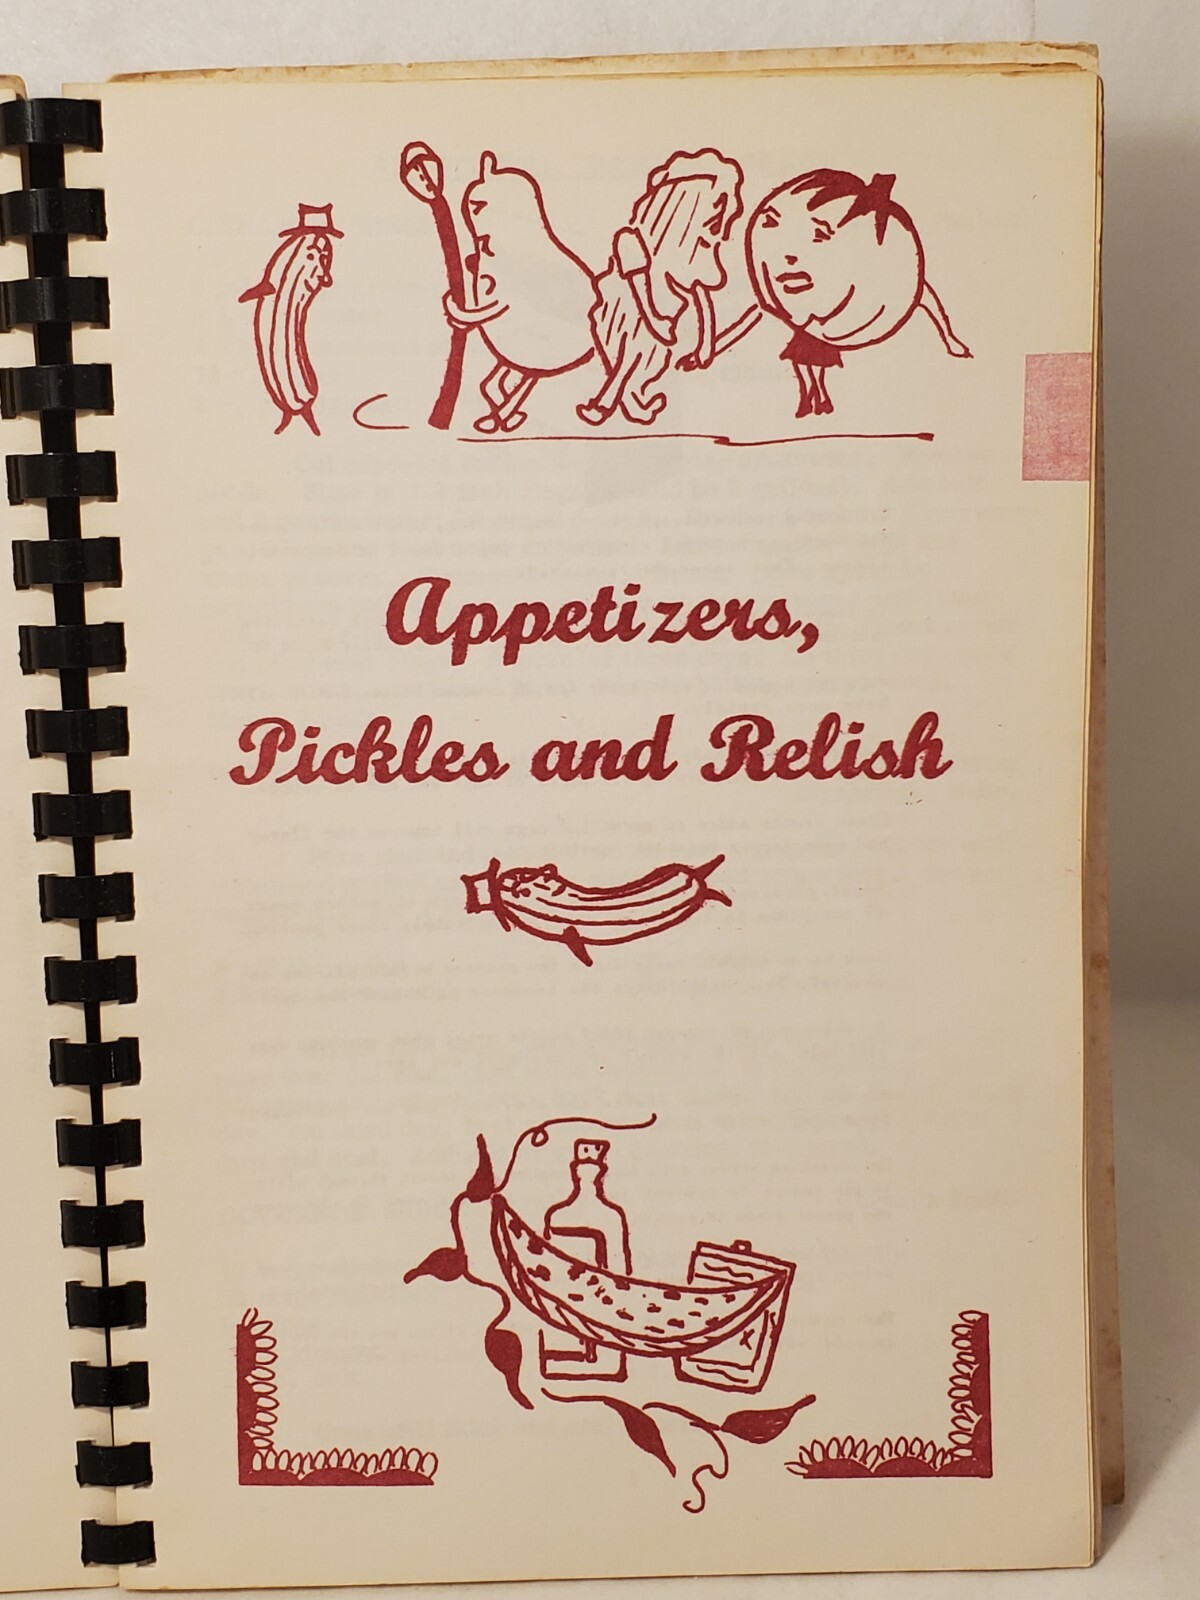 Appetizers,
Pickles and Relish